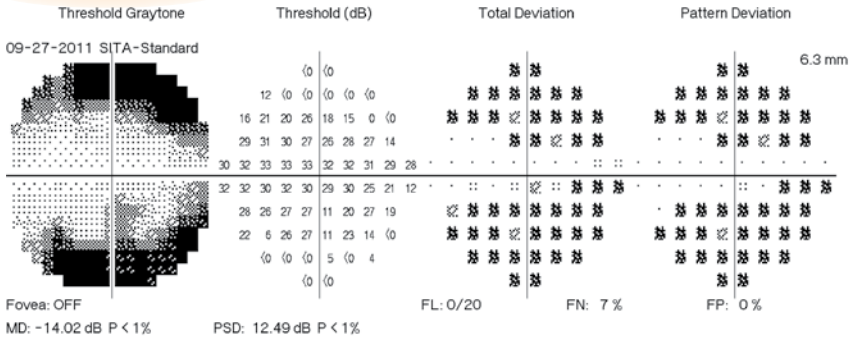 Threshold Graytone Threshold (dB) Total Deviation Pattern Deviation
09-27-2011 SITA-Standard
6.3 mm
<0 <0
12 <0 <0 <0 <0 <0
16 21 20 26 18 15 0 <0
29 31 30 27 26 28 27 14
30 32 33 33 33 32 32 31 29 28
32 32 30 32 30 29 30 25 21 12
28 26 27 27 11 20 27 19
22 6 26 27 11 23 14 <0
<0 <0 <0 5 <0 4
<0 <0
Fovea: OFF FL: 0/20 FN: 7 % FP: 0 %
MD: -14.02 dB P < 1% PSD: 12.49 dB P < 1%